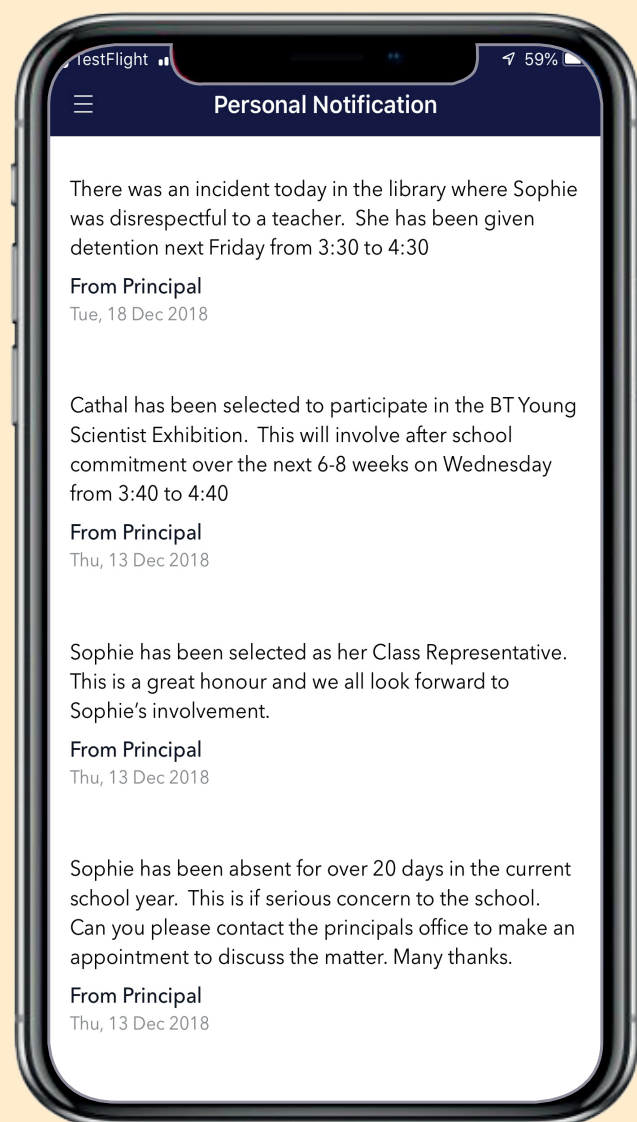 TestFlight 59%
Personal Notification
There was an incident today in the library where Sophie
was disrespectful to a teacher. She has been given
detention next Friday from 3:30 to 4:30
From Principal
Tue, 18 Dec 2018
Cathal has been selected to participate in the BT Young
Scientist Exhibition. This will involve after school
commitment over the next 6-8 weeks on Wednesday
from 3:40 to 4:40
From Principal
Thu, 13 Dec 2018
Sophie has been selected as her Class Representative.
This is a great honour and we all look forward to
Sophie's involvement.
From Principal
Thu, 13 Dec 2018
Sophie has been absent for over 20 days in the current
school year. This is if serious concern to the school.
Can you please contact the principals office to make an
appointment to discuss the matter. Many thanks.
From Principal
Thu, 13 Dec 2018